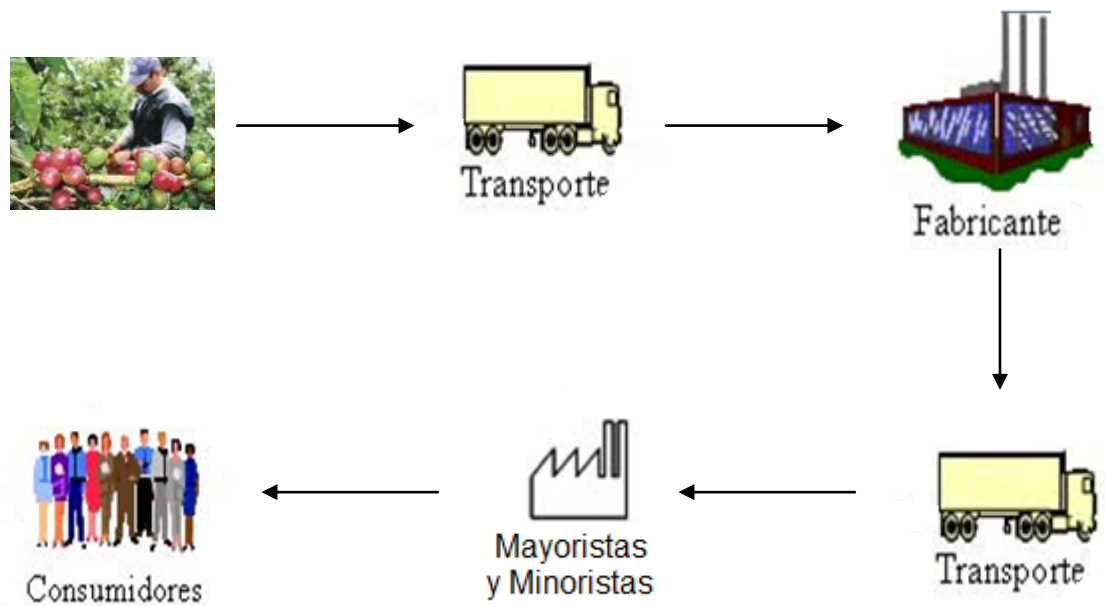 Transporte
Fabricante
Transporte
Mayoristas
y Minoristas
Consumidores